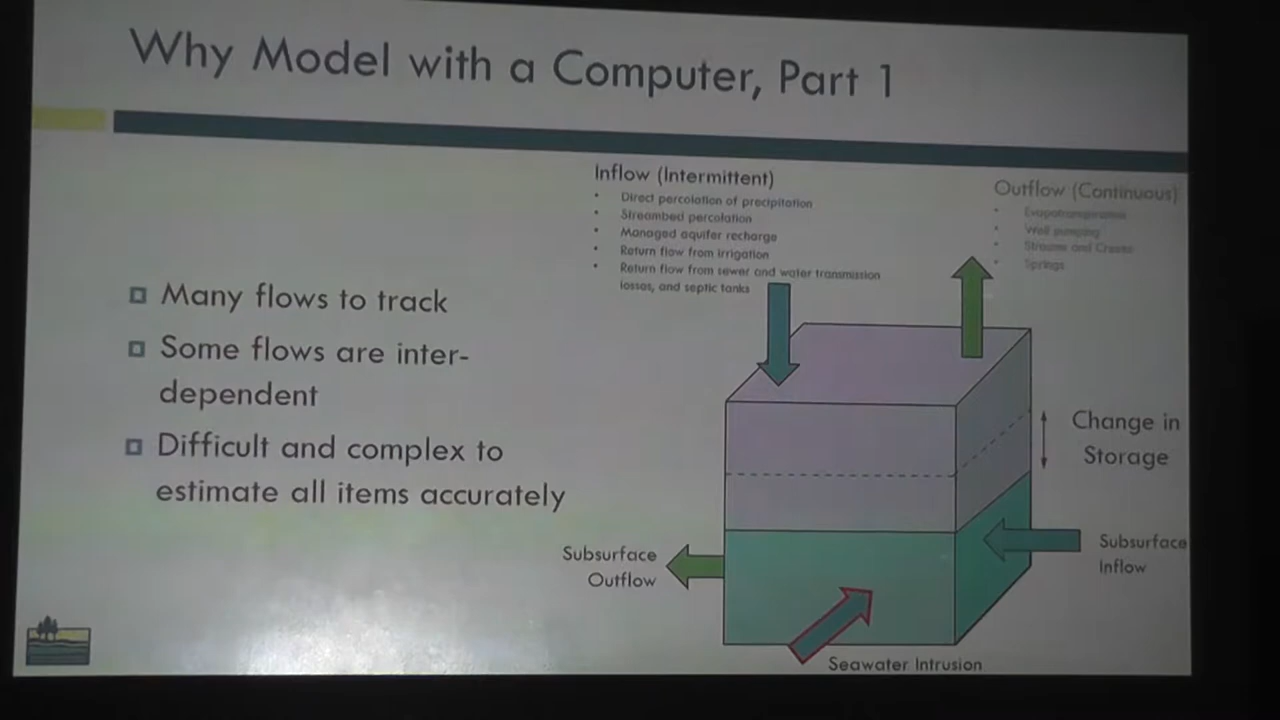 Why Model with a Computer, Part 1
Inflow (Intermittent)
• Direct percolation of precipitation
• Streambed percolation
• Managed aquifer recharge
• Return flow from irrigation
• Return flow from sewer and water transmission
losses, and septic tanks
Outflow (Continuous)
• Evapotranspiration
• Well pumping
• Streams and Creeks
• Springs
Many flows to track
Some flows are inter-
dependent
Difficult and complex to
estimate all items accurately
Change in
Storage
Subsurface
Outflow
Subsurface
Inflow
Seawater Intrusion